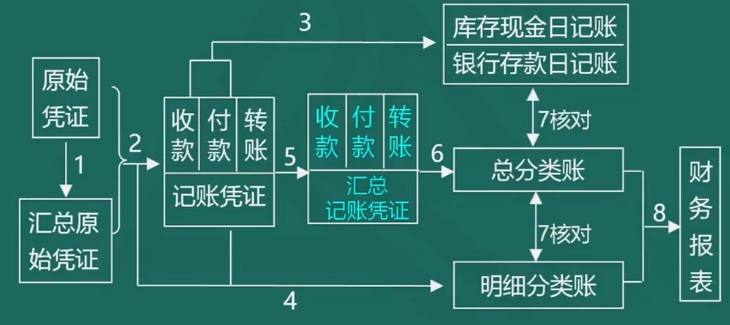 3
库存现金日记账
银行存款日记账
原始
凭证
1
汇总原
始凭证
2
收款
付款
转账
记账凭证
5
收款
付款
转账
汇总
记账凭证
6
7核对
总分类账
7核对
明细分类账
4
8
财务报表